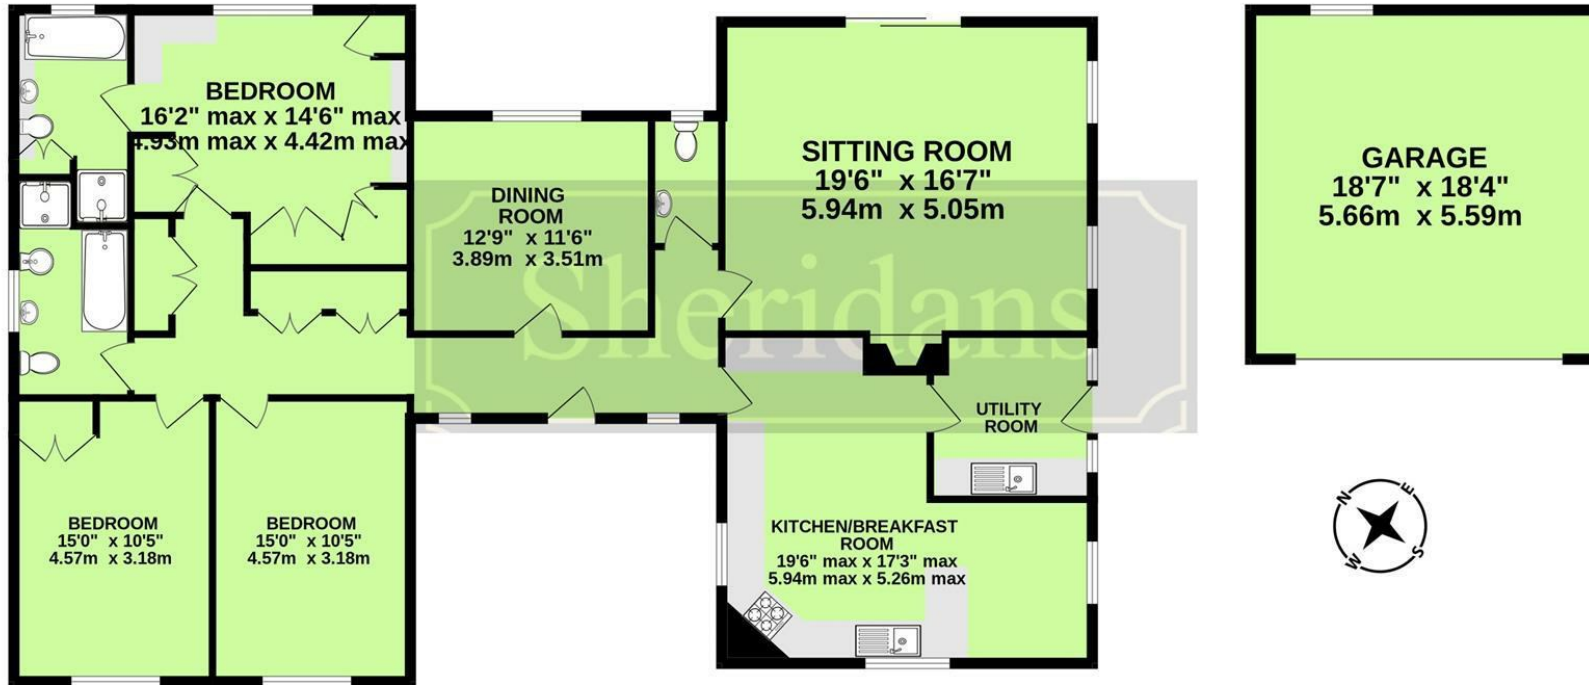 BEDROOM
16'2" max x 14'6" max
4.93m max x 4.42m max
DINING
ROOM
12'9" x 11'6"
3.89m x 3.51m
SITTING ROOM
19'6" x 16'7"
5.94m x 5.05m
GARAGE
18'7" x 18'4"
5.66m x 5.59m
Sheridans
UTILITY
ROOM
BEDROOM
15'0" x 10'5"
4.57m x 3.18m
BEDROOM
15'0" x 10'5"
4.57m x 3.18m
KITCHEN/BREAKFAST
ROOM
19'6" max x 17'3" max
5.94m max x 5.26m max
N
E
W
S